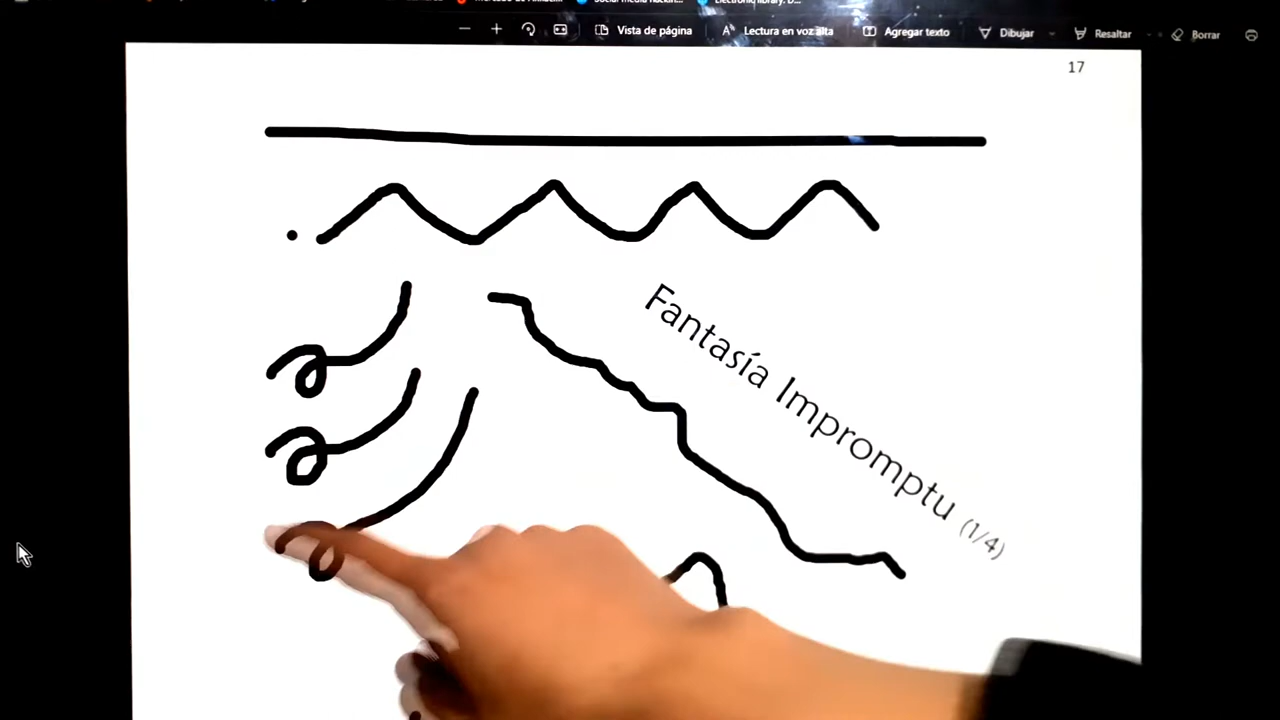 Vista de página
Lectura en voz alta
Agregar texto
Dibujar
Resaltar
Borrar
17
Fantasía Impromptu (1/4)